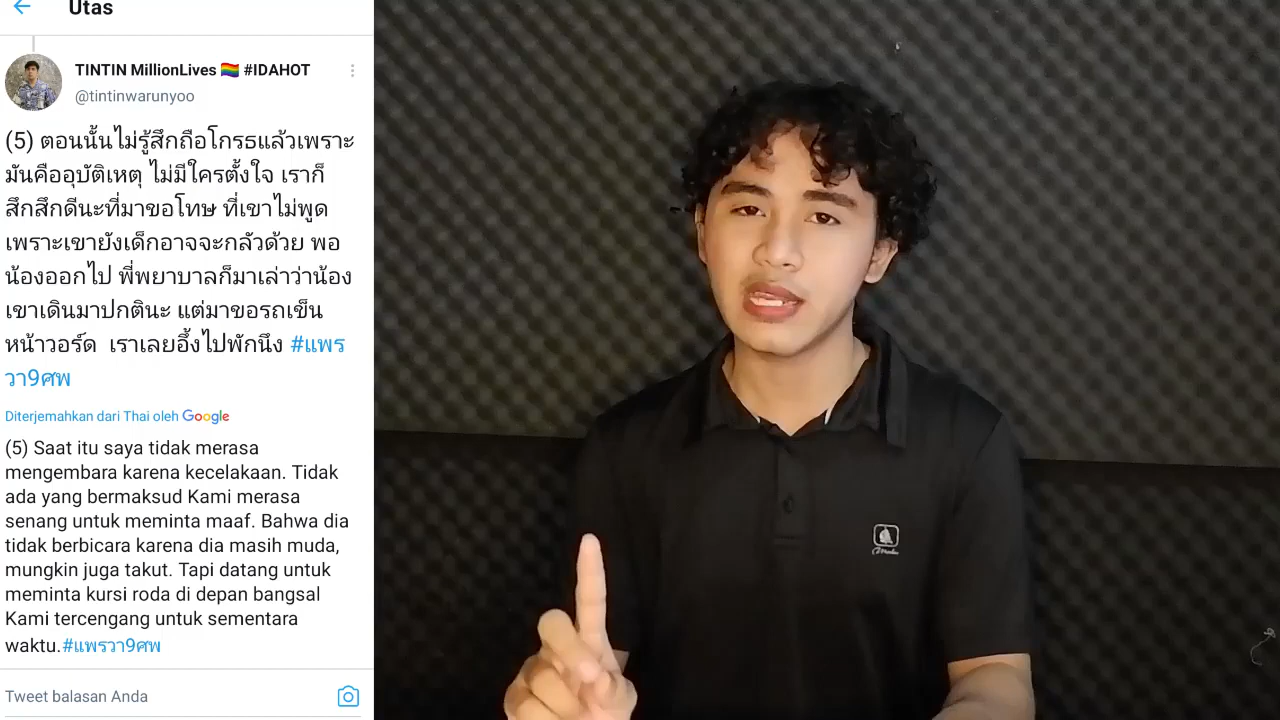 Utas
TINTIN MillionLives 🏳️‍🌈 #IDAHOT
@tintinwarunyoo
(5) ตอนนั้นไม่รู้สึกถือโกรธแล้วเพราะ
มันคืออุบัติเหตุ ไม่มีใครตั้งใจ เราก็
สึกสึกดีนะที่มาขอโทษ ที่เขาไม่พูด
เพราะเขายังเด็กอาจจะกลัวด้วย พอ
น้องออกไป พี่พยาบาลก็มาเล่าว่าน้อง
เขาเดินมาปกตินะ แต่มาขอรถเข็น
หน้าวอร์ด เราเลยอึ้งไปพักนึง #แพร
วา9ศพ
Diterjemahkan dari Thai oleh Google
(5) Saat itu saya tidak merasa
mengembara karena kecelakaan. Tidak
ada yang bermaksud Kami merasa
senang untuk meminta maaf. Bahwa dia
tidak berbicara karena dia masih muda,
mungkin juga takut. Tapi datang untuk
meminta kursi roda di depan bangsal
Kami tercengang untuk sementara
waktu.#แพรวา9ศพ
Tweet balasan Anda